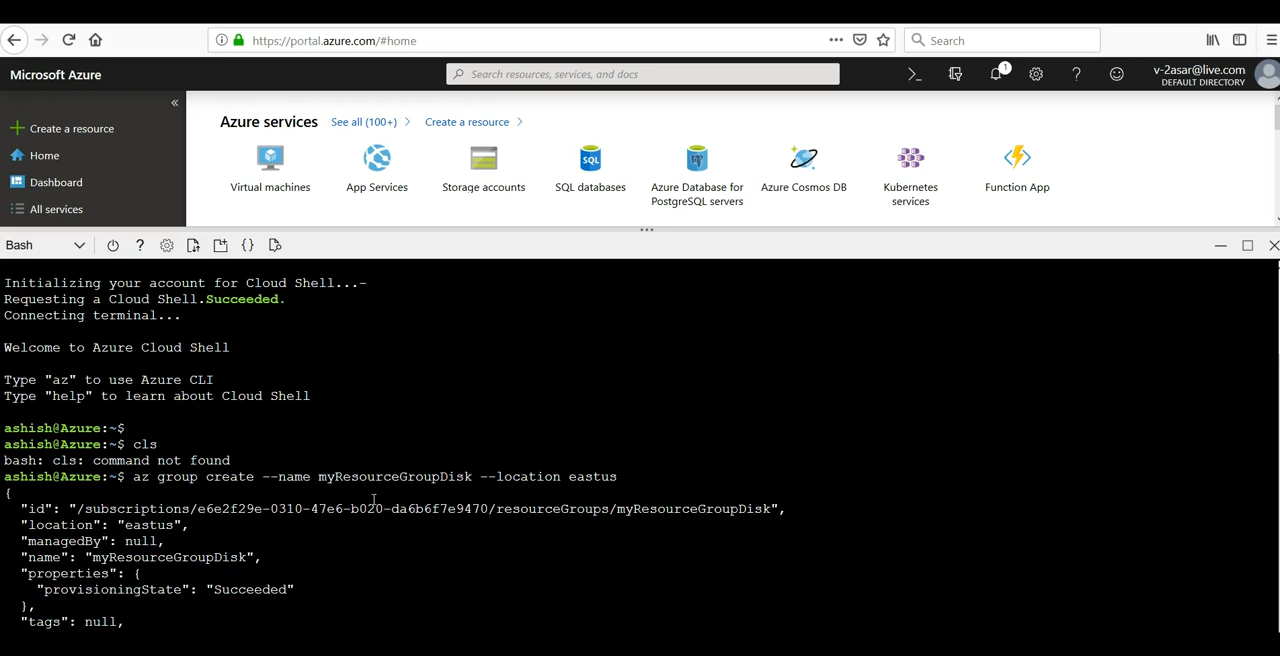 https://portal.azure.com/#home
Search
Microsoft Azure
Search resources, services, and docs
1
v-2asar@live.com
DEFAULT DIRECTORY
Create a resource
Home
Dashboard
All services
Azure services
See all (100+)
Create a resource
Virtual machines
App Services
Storage accounts
SQL
SQL databases
Azure Database for
PostgreSQL servers
Azure Cosmos DB
Kubernetes
services
Function App
Bash
Initializing your account for Cloud Shell...-
Requesting a Cloud Shell.Succeeded.
Connecting terminal...
Welcome to Azure Cloud Shell
Type "az" to use Azure CLI
Type "help" to learn about Cloud Shell
ashish@Azure:~$
ashish@Azure:~$ cls
bash: cls: command not found
ashish@Azure:~$ az group create --name myResourceGroupDisk --location eastus
{
"id": "/subscriptions/e6e2f29e-0310-47e6-b020-da6b6f7e9470/resourceGroups/myResourceGroupDisk",
"location": "eastus",
"managedBy": null,
"name": "myResourceGroupDisk",
"properties": {
"provisioningState": "Succeeded"
},
"tags": null,